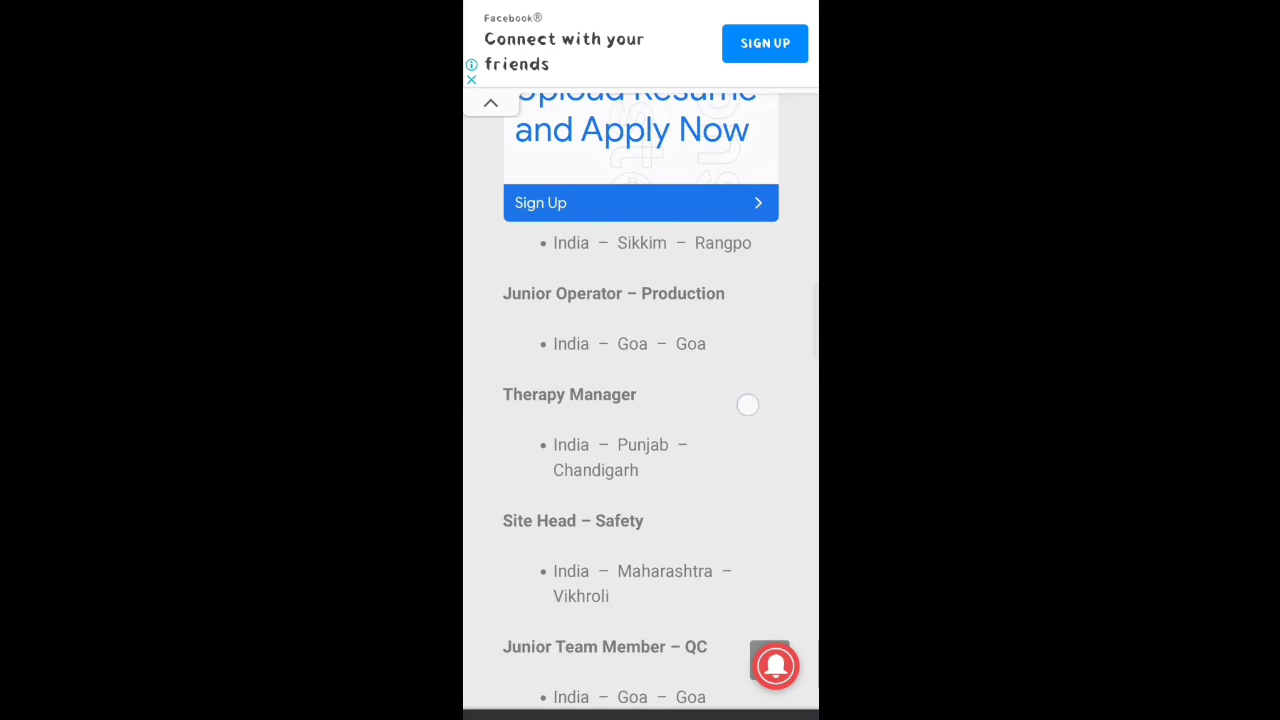 Facebook®
Connect with your
friends
SIGN UP
Upload Resume
and Apply Now
Sign Up
• India – Sikkim – Rangpo
Junior Operator – Production
• India – Goa – Goa
Therapy Manager
• India – Punjab –
Chandigarh
Site Head – Safety
• India – Maharashtra –
Vikhroli
Junior Team Member – QC
• India – Goa – Goa